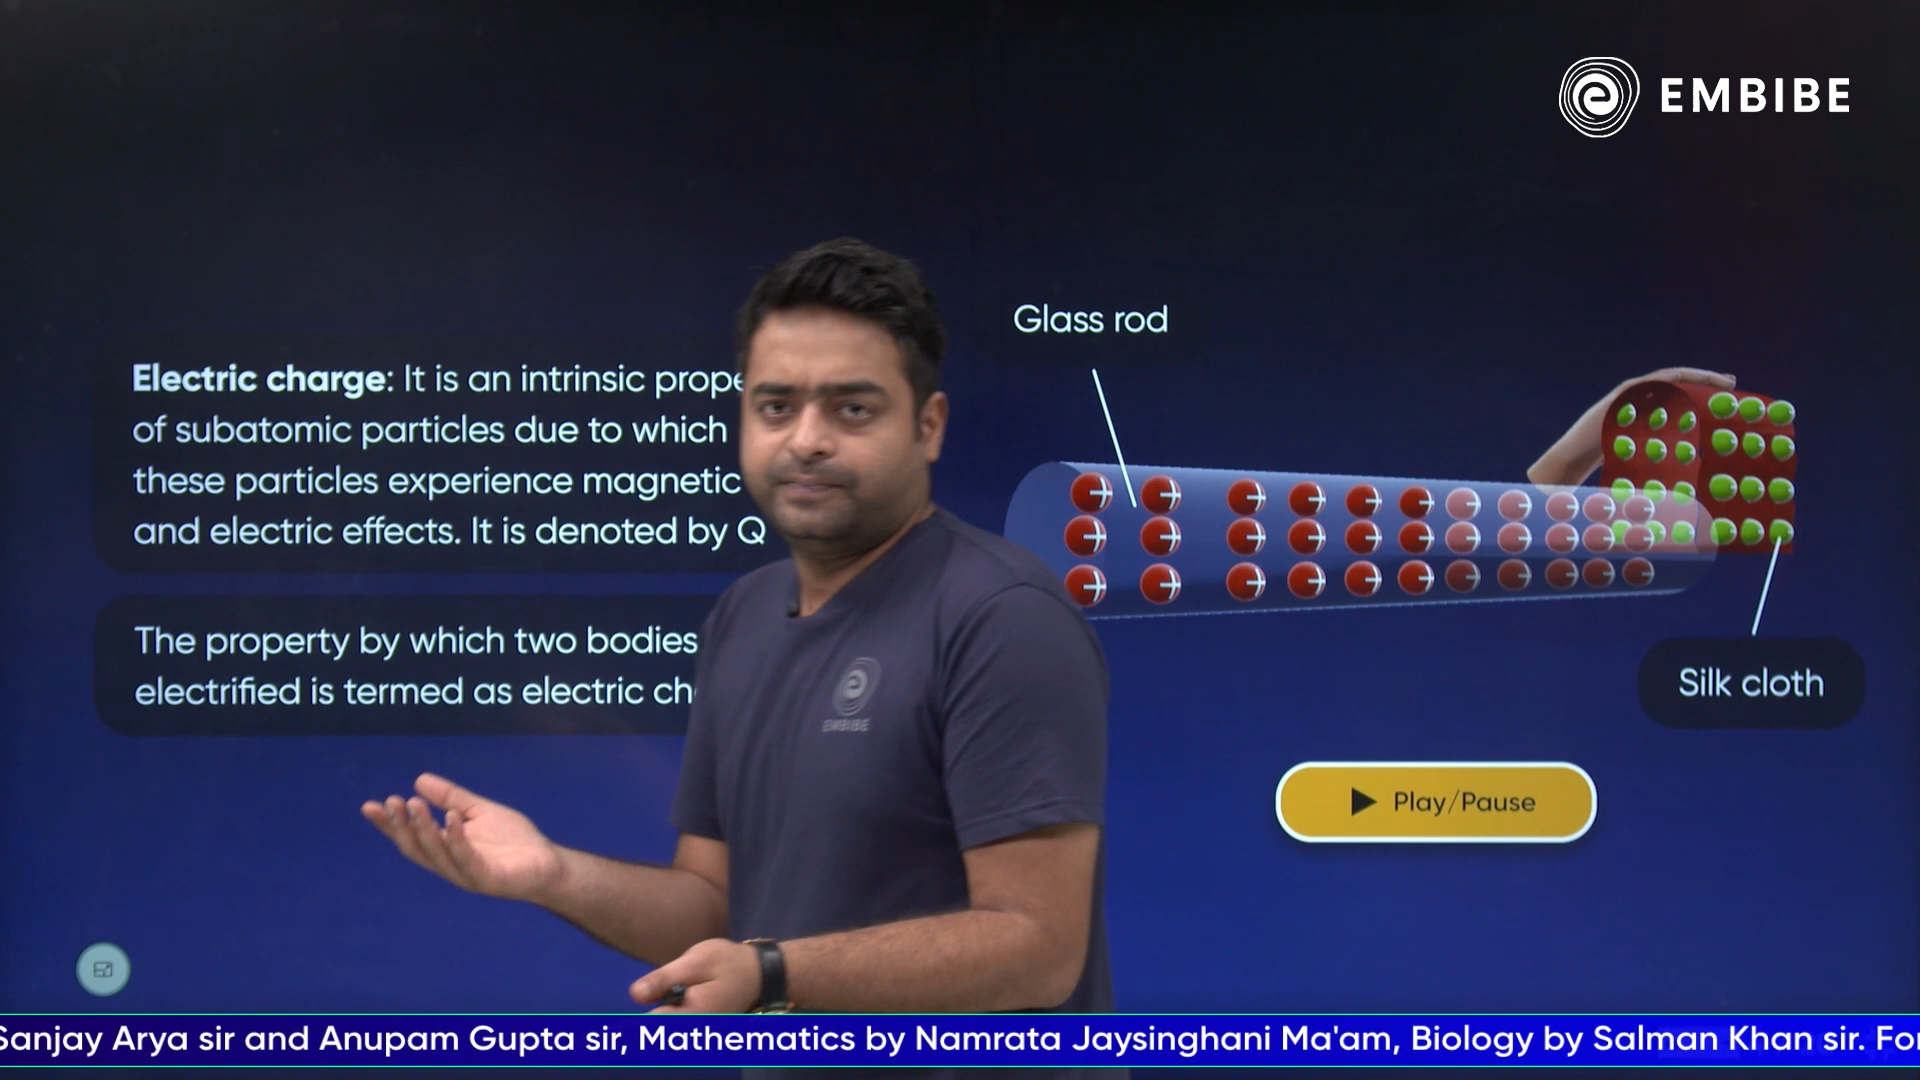 EMBIBE
Glass rod
Electric charge: It is an intrinsic prope
of subatomic particles due to which
these particles experience magnetic
and electric effects. It is denoted by Q
The property by which two bodies
electrified is termed as electric ch
Silk cloth
EMBIBE
Play/Pause
Sanjay Arya sir and Anupam Gupta sir, Mathematics by Namrata Jaysinghani Ma'am, Biology by Salman Khan sir. For